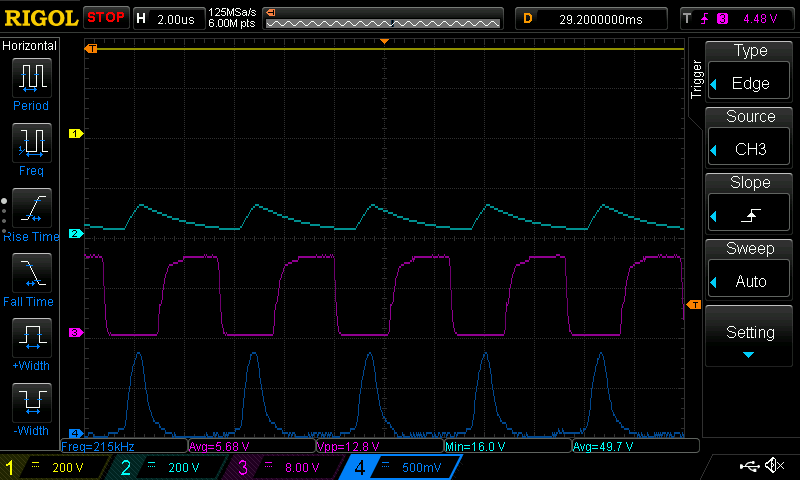 RIGOL STOP H 2.00us 125MSa/s 6.00M pts D 29.2000000ms T 3 4.48 V
Horizontal
Period
Freq
Rise Time
Fall Time
+Width
-Width
T
1
2
3
4
T
Trigger
Type
Edge
Source
CH3
Slope
Sweep
Auto
Setting
Freq=215kHz Avg=5.68 V Vpp=12.8 V Min=16.0 V Avg=49.7 V
1 200 V 2 200 V 3 8.00 V 4 500mV